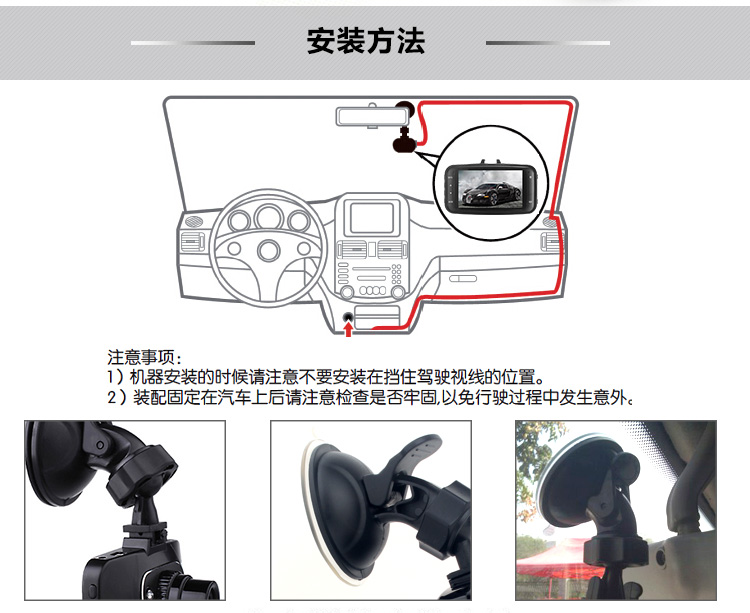 安装方法
注意事项：
1）机器安装的时候请注意不要安装在挡住驾驶视线的位置。
2）装配固定在汽车上后请注意检查是否牢固，以免行驶过程中发生意外。